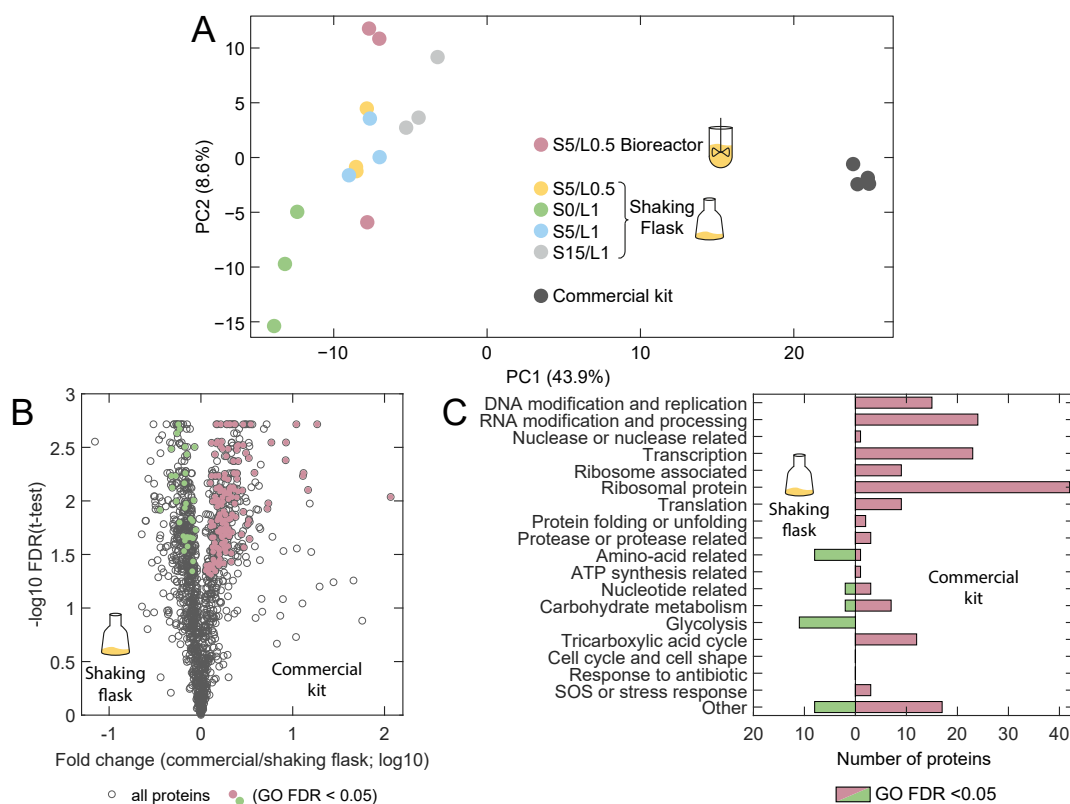 A
10
5
0
−5
−10
−15
PC2 (8.6%)
−10
0
10
20
PC1 (43.9%)
S5/L0.5 Bioreactor
S5/L0.5
S0/L1
S5/L1
S15/L1
Shaking
Flask
Commercial kit
B
3
2.5
2
1.5
1
0.5
0
-log10 FDR(t-test)
Shaking
flask
Commercial
kit
-1
0
1
2
Fold change (commercial/shaking flask; log10)
all proteins
(GO FDR < 0.05)
C
DNA modification and replication
RNA modification and processing
Nuclease or nuclease related
Transcription
Ribosome associated
Ribosomal protein
Translation
Protein folding or unfolding
Protease or protease related
Amino-acid related
ATP synthesis related
Nucleotide related
Carbohydrate metabolism
Glycolysis
Tricarboxylic acid cycle
Cell cycle and cell shape
Response to antibiotic
SOS or stress response
Other
Shaking
flask
Commercial
kit
20
10
0
10
20
30
40
Number of proteins
GO FDR <0.05